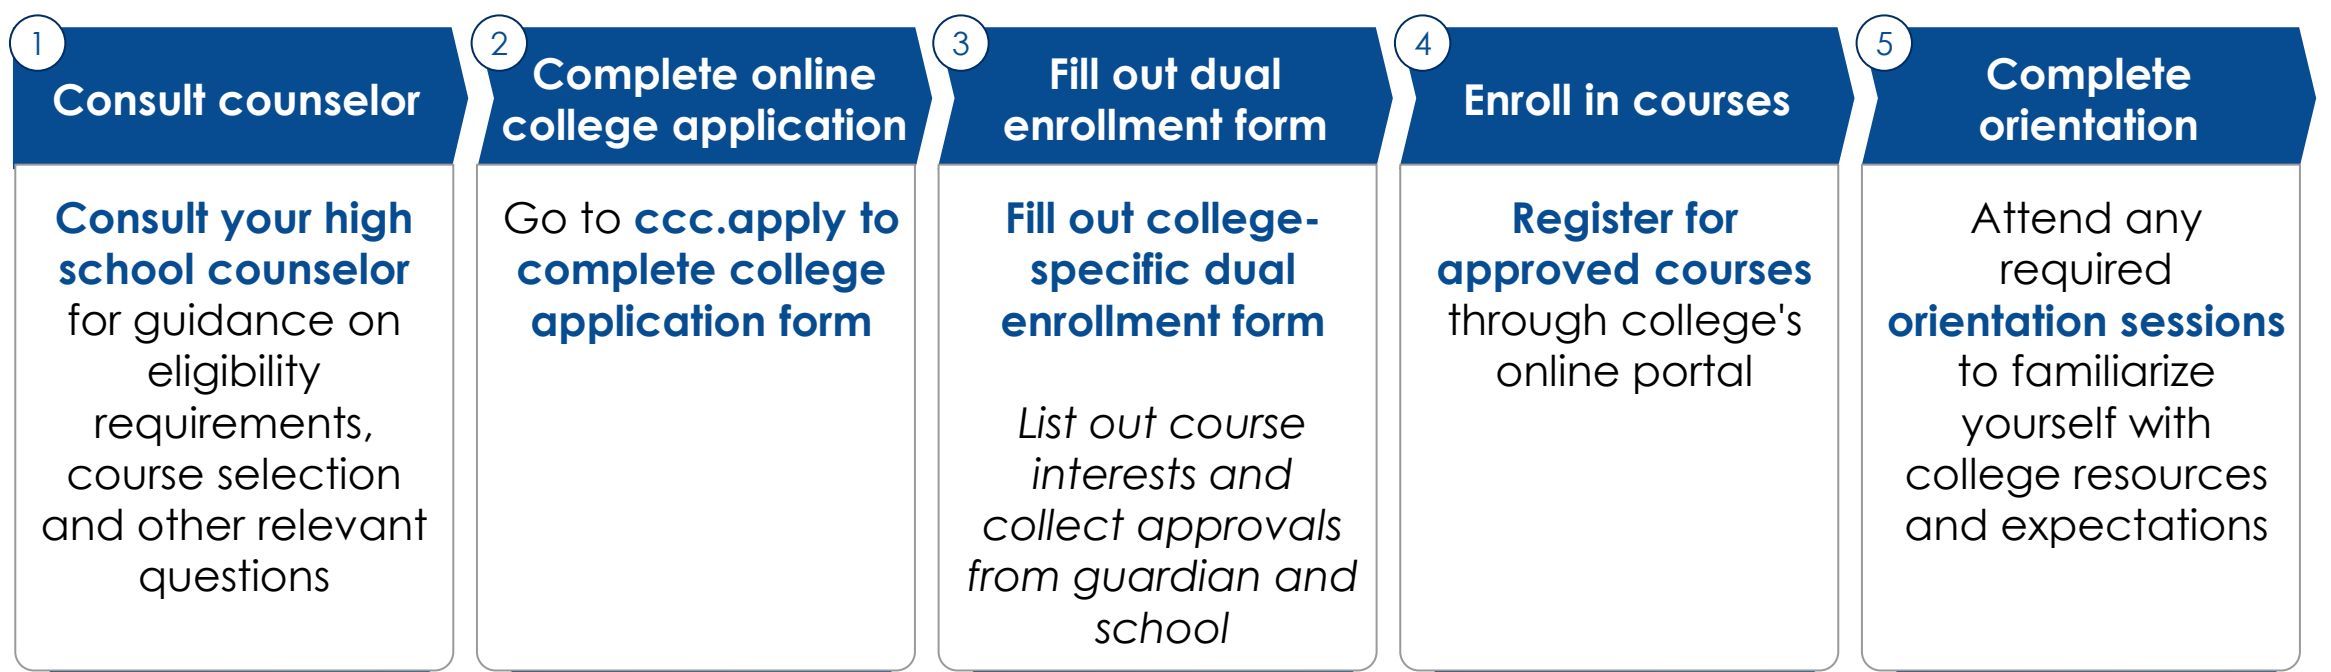 1
Consult counselor
Consult your high
school counselor
for guidance on
eligibility
requirements,
course selection
and other relevant
questions
2
Complete online
college application
Go to ccc.apply to
complete college
application form
3
Fill out dual
enrollment form
Fill out college-
specific dual
enrollment form
List out course
interests and
collect approvals
from guardian and
school
4
Enroll in courses
Register for
approved courses
through college's
online portal
5
Complete
orientation
Attend any
required
orientation sessions
to familiarize
yourself with
college resources
and expectations